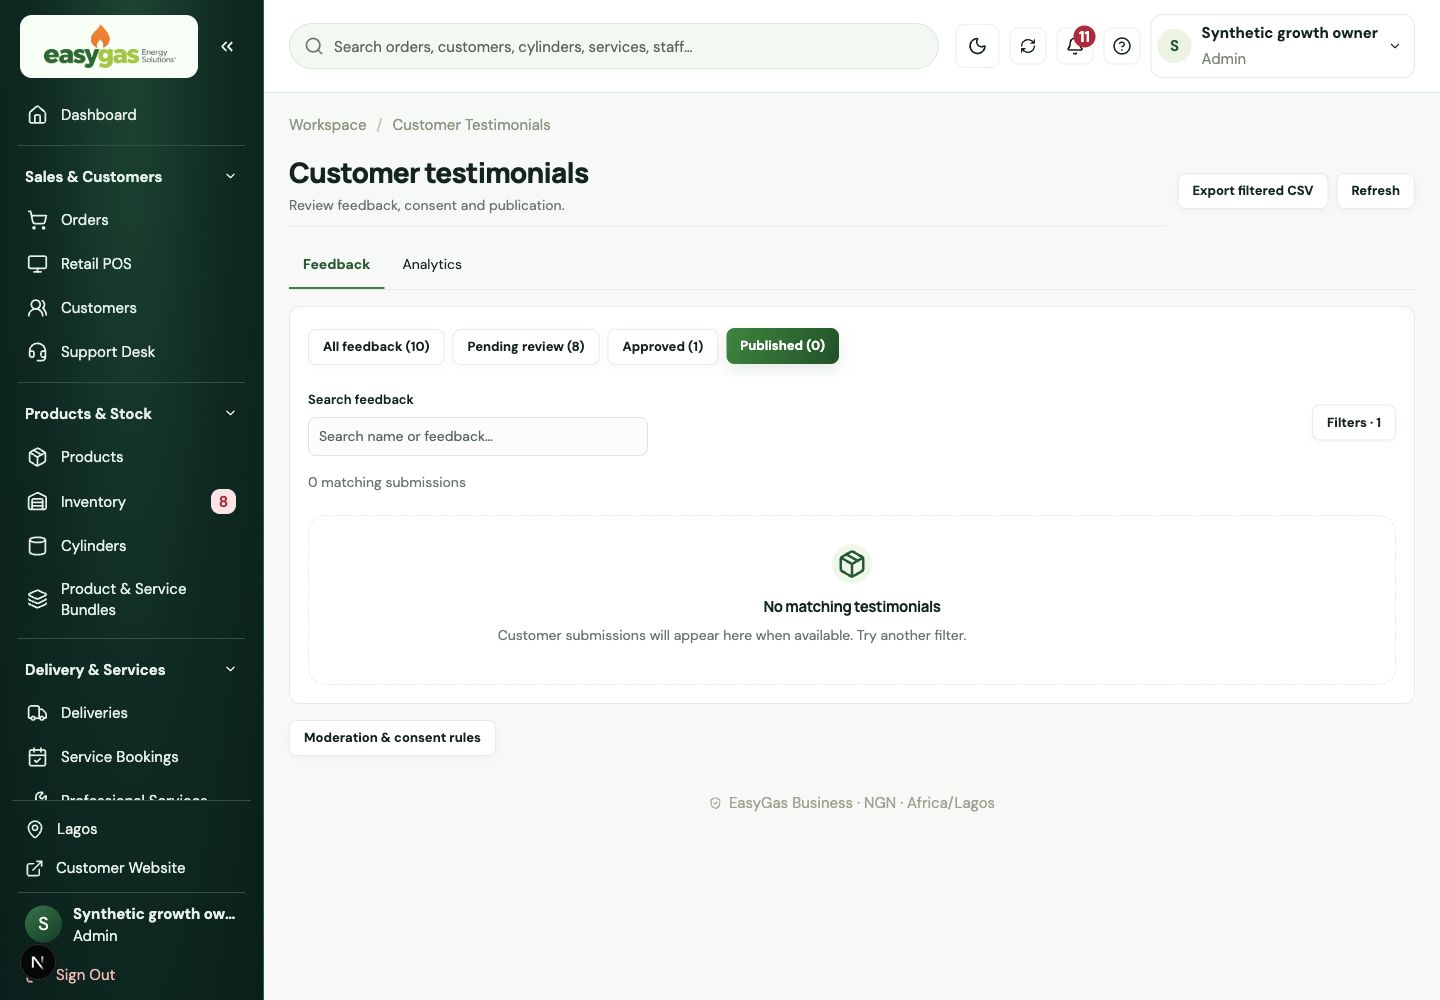 easygas Energy Solutions
Dashboard
Sales & Customers
Orders
Retail POS
Customers
Support Desk
Products & Stock
Products
Inventory 8
Cylinders
Product & Service
Bundles
Delivery & Services
Deliveries
Service Bookings
Professional Services
Lagos
Customer Website
S Synthetic growth ow...
Admin
N
Sign Out
Search orders, customers, cylinders, services, staff...
11
S Synthetic growth owner
Admin
Workspace / Customer Testimonials
Customer testimonials
Review feedback, consent and publication.
Export filtered CSV Refresh
Feedback Analytics
All feedback (10) Pending review (8) Approved (1) Published (0)
Search feedback
Search name or feedback...
Filters · 1
0 matching submissions
No matching testimonials
Customer submissions will appear here when available. Try another filter.
Moderation & consent rules
EasyGas Business · NGN · Africa/Lagos